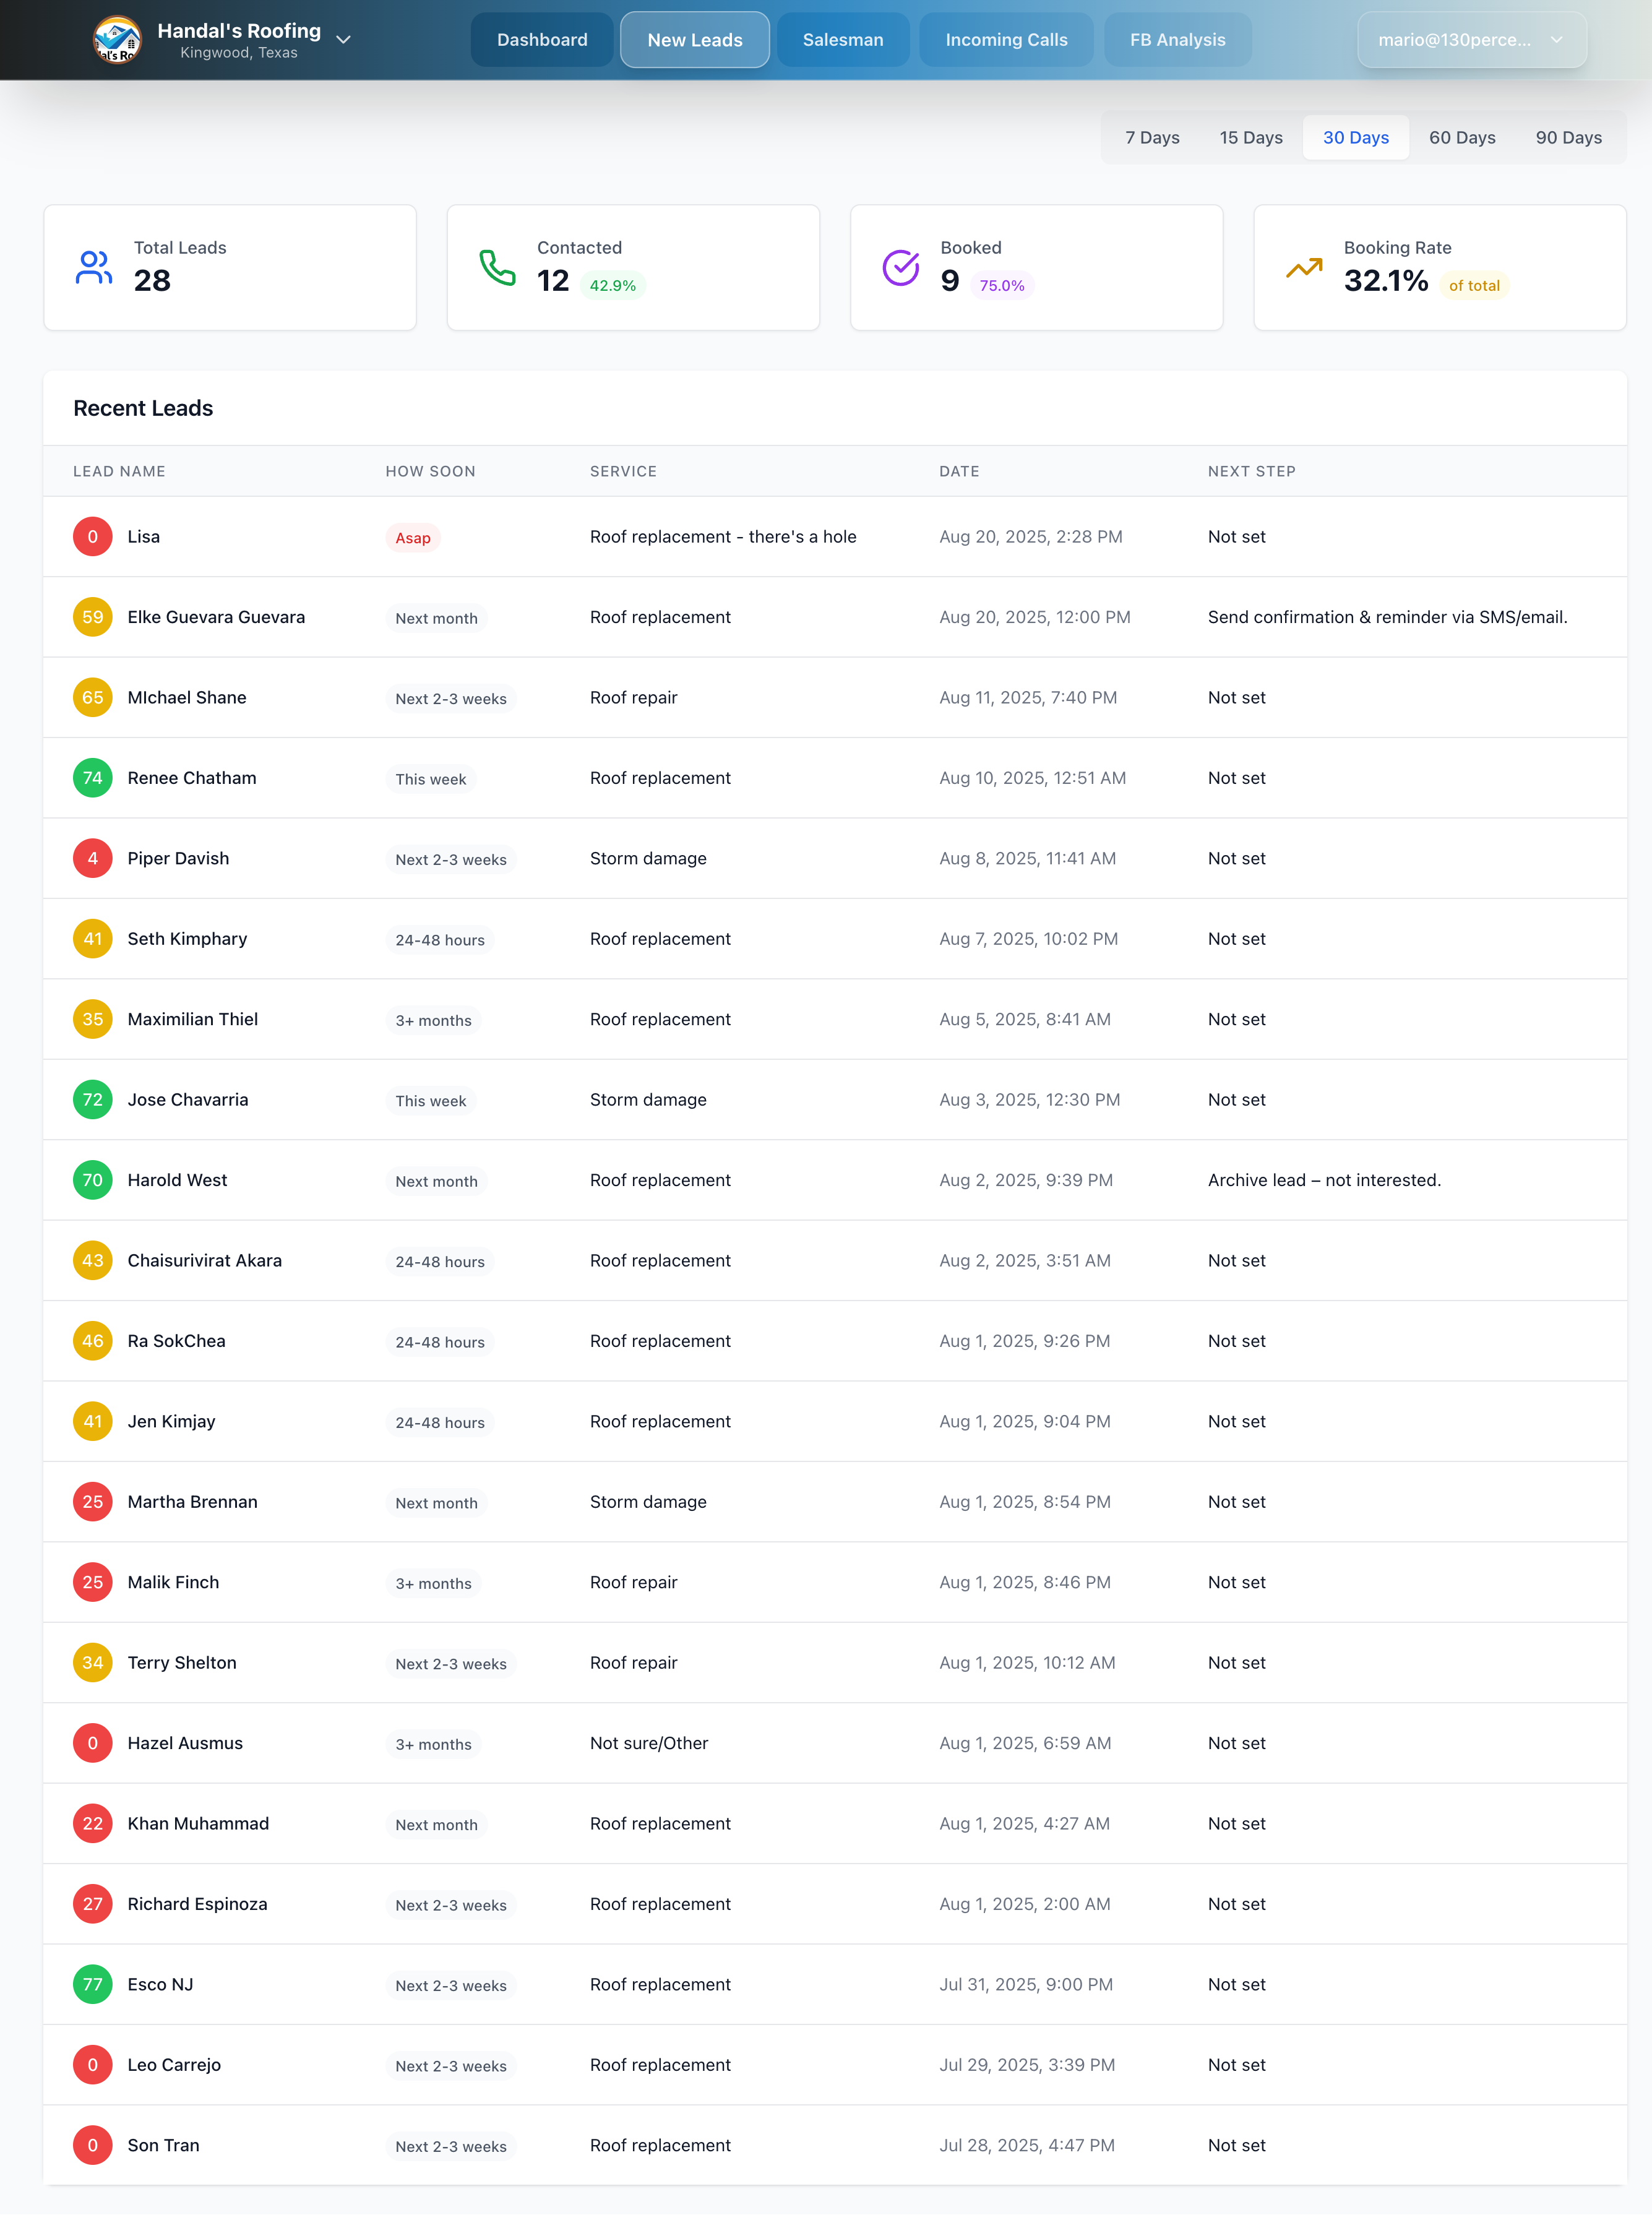 Handal's Roofing
Kingwood, Texas
Dashboard
New Leads
Salesman
Incoming Calls
FB Analysis
mario@130perce...
7 Days 15 Days 30 Days 60 Days 90 Days
Total Leads
28
Contacted
12 42.9%
Booked
9 75.0%
Booking Rate
32.1% of total
Recent Leads
LEAD NAME HOW SOON SERVICE DATE NEXT STEP
0 Lisa Asap Roof replacement - there's a hole Aug 20, 2025, 2:28 PM Not set
59 Elke Guevara Guevara Next month Roof replacement Aug 20, 2025, 12:00 PM Send confirmation & reminder via SMS/email.
65 MIchael Shane Next 2-3 weeks Roof repair Aug 11, 2025, 7:40 PM Not set
74 Renee Chatham This week Roof replacement Aug 10, 2025, 12:51 AM Not set
4 Piper Davish Next 2-3 weeks Storm damage Aug 8, 2025, 11:41 AM Not set
41 Seth Kimphary 24-48 hours Roof replacement Aug 7, 2025, 10:02 PM Not set
35 Maximilian Thiel 3+ months Roof replacement Aug 5, 2025, 8:41 AM Not set
72 Jose Chavarria This week Storm damage Aug 3, 2025, 12:30 PM Not set
70 Harold West Next month Roof replacement Aug 2, 2025, 9:39 PM Archive lead – not interested.
43 Chaisurivirat Akara 24-48 hours Roof replacement Aug 2, 2025, 3:51 AM Not set
46 Ra SokChea 24-48 hours Roof replacement Aug 1, 2025, 9:26 PM Not set
41 Jen Kimjay 24-48 hours Roof replacement Aug 1, 2025, 9:04 PM Not set
25 Martha Brennan Next month Storm damage Aug 1, 2025, 8:54 PM Not set
25 Malik Finch 3+ months Roof repair Aug 1, 2025, 8:46 PM Not set
34 Terry Shelton Next 2-3 weeks Roof repair Aug 1, 2025, 10:12 AM Not set
0 Hazel Ausmus 3+ months Not sure/Other Aug 1, 2025, 6:59 AM Not set
22 Khan Muhammad Next month Roof replacement Aug 1, 2025, 4:27 AM Not set
27 Richard Espinoza Next 2-3 weeks Roof replacement Aug 1, 2025, 2:00 AM Not set
77 Esco NJ Next 2-3 weeks Roof replacement Jul 31, 2025, 9:00 PM Not set
0 Leo Carrejo Next 2-3 weeks Roof replacement Jul 29, 2025, 3:39 PM Not set
0 Son Tran Next 2-3 weeks Roof replacement Jul 28, 2025, 4:47 PM Not set